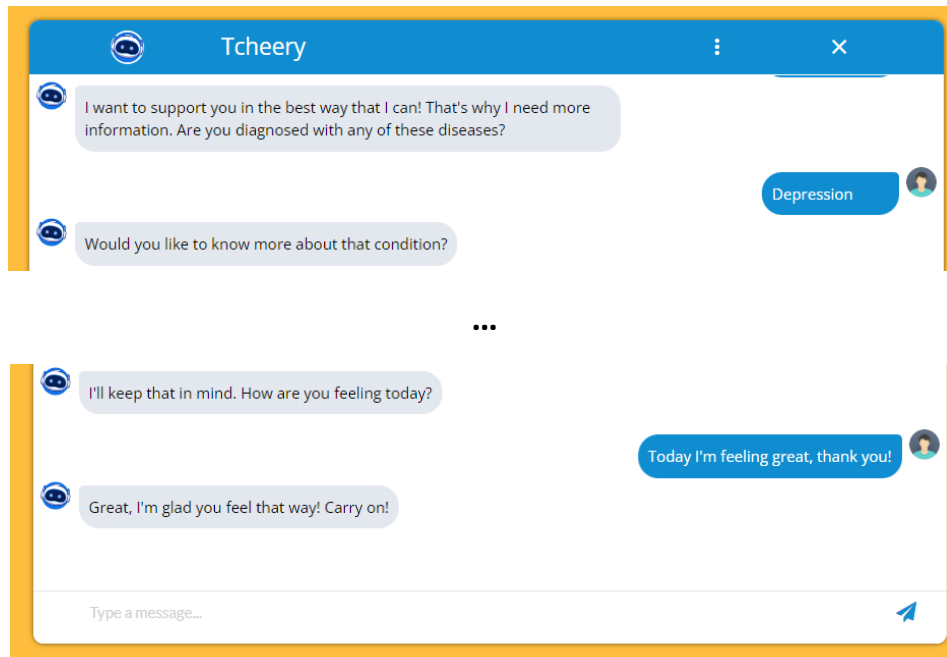 Tcheery
I want to support you in the best way that I can! That's why I need more
information. Are you diagnosed with any of these diseases?
Depression
Would you like to know more about that condition?
...
I'll keep that in mind. How are you feeling today?
Today I'm feeling great, thank you!
Great, I'm glad you feel that way! Carry on!
Type a message...